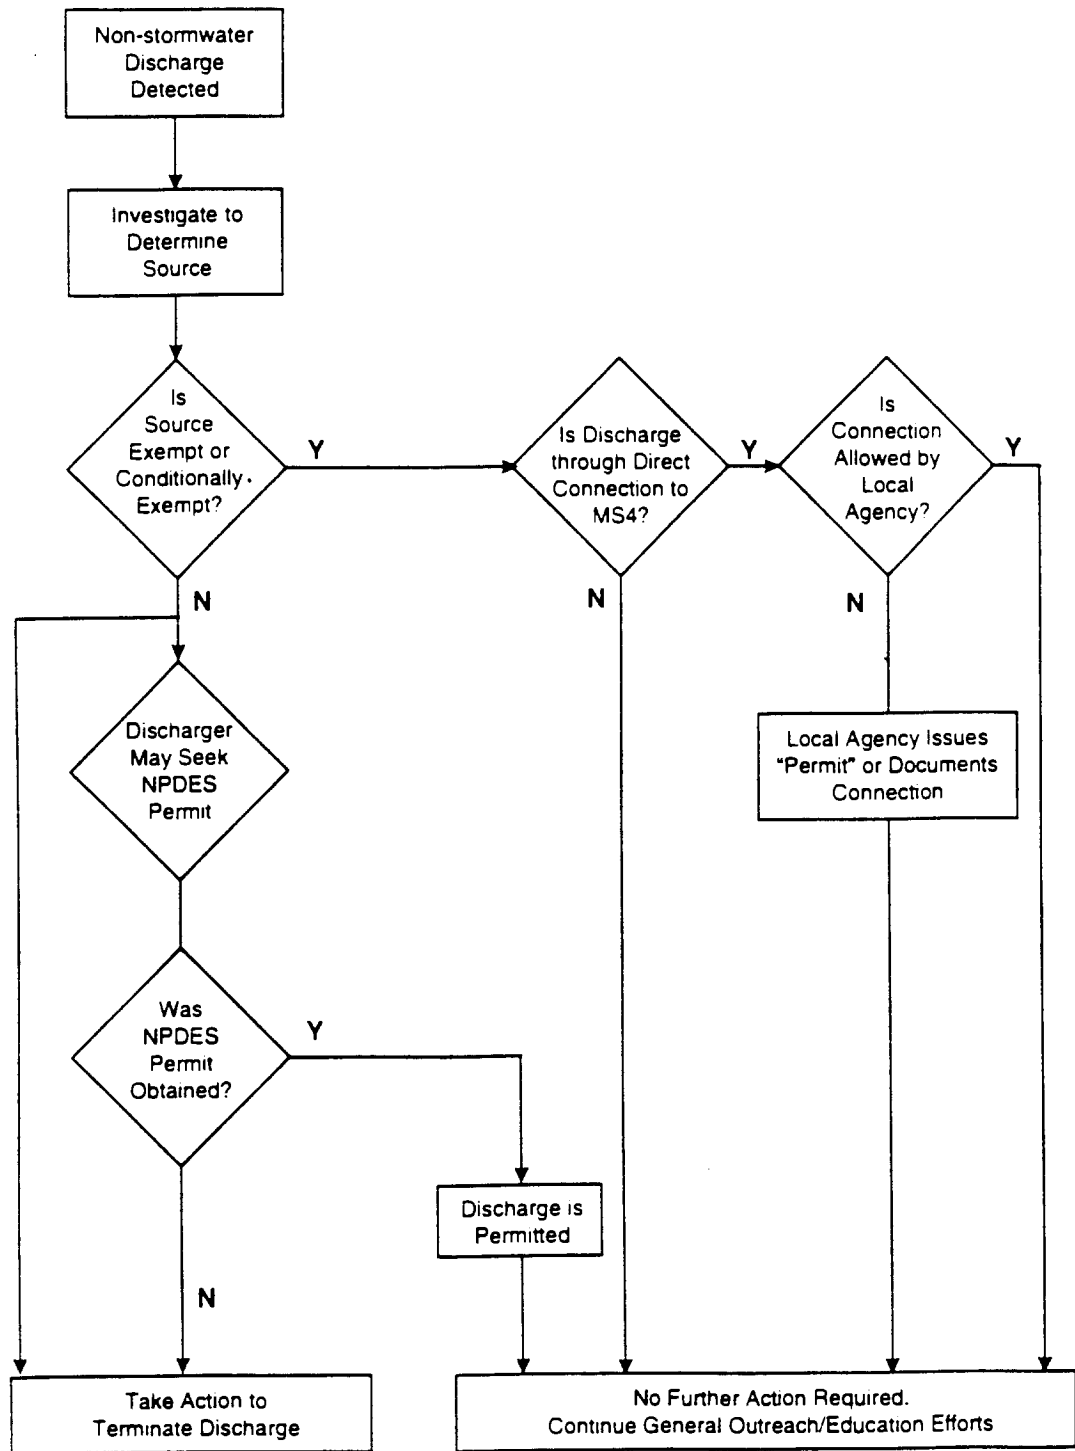 Non-stormwater
Discharge
Detected
Investigate to
Determine
Source
Is
Source
Exempt or
Conditionally
Exempt?
Y
N
Is Discharge
through Direct
Connection to
MS4?
Y
N
Is
Connection
Allowed by
Local
Agency?
Y
N
Discharger
May Seek
NPDES
Permit
Local Agency Issues
"Permit" or Documents
Connection
Was
NPDES
Permit
Obtained?
Y
N
Discharge is
Permitted
Take Action to
Terminate Discharge
No Further Action Required.
Continue General Outreach/Education Efforts